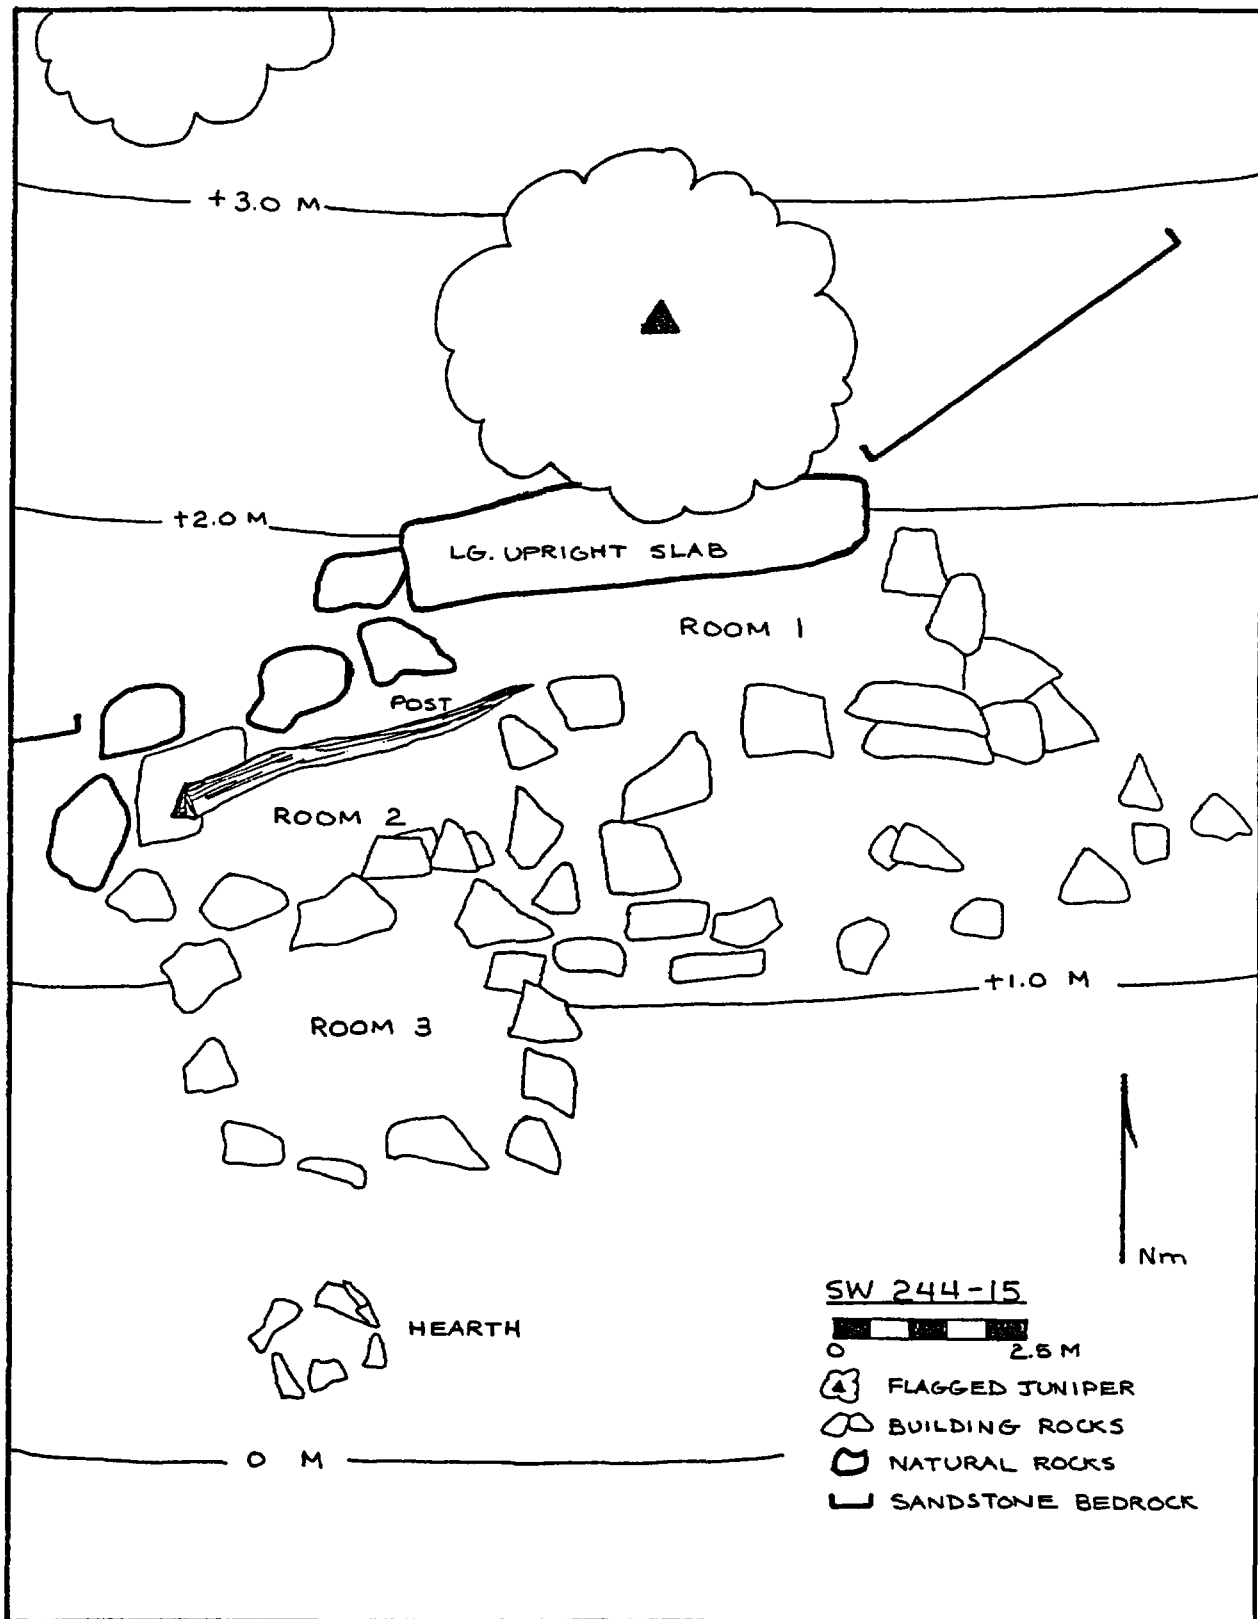 +3.0 M
+2.0 M
LG. UPRIGHT SLAB
ROOM 1
POST
ROOM 2
+1.0 M
ROOM 3
Nm
HEARTH
SW 244-15
0 2.5 M
FLAGGED JUNIPER
BUILDING ROCKS
0 M
NATURAL ROCKS
SANDSTONE BEDROCK